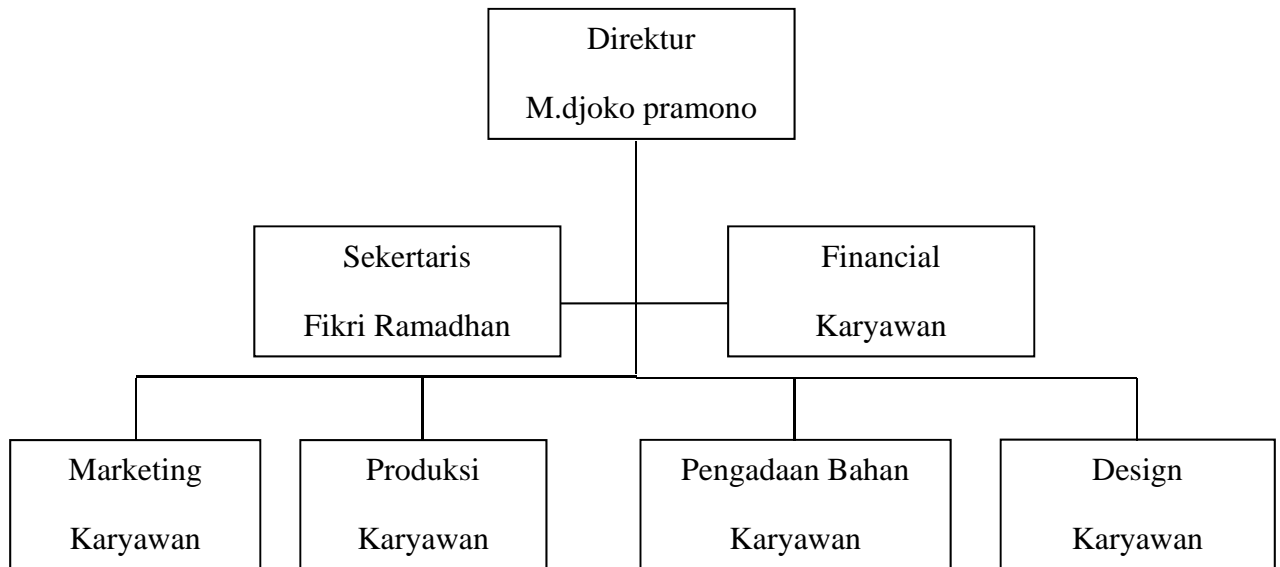 Direktur
M.djoko pramono
Sekertaris
Fikri Ramadhan
Financial
Karyawan
Marketing
Karyawan
Produksi
Karyawan
Pengadaan Bahan
Karyawan
Design
Karyawan